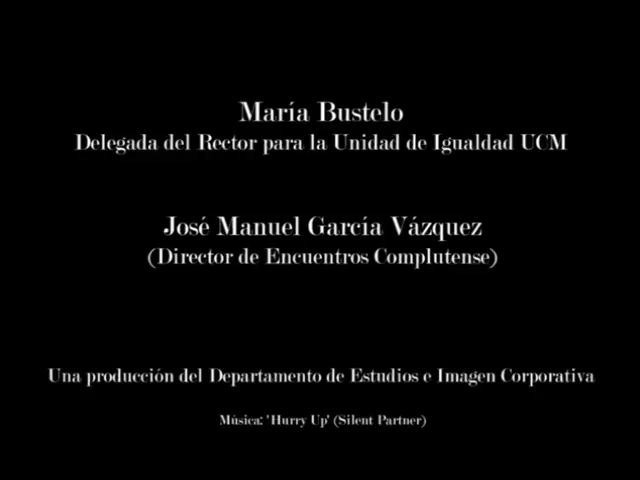 María Bustelo
Delegada del Rector para la Unidad de Igualdad UCM
José Manuel García Vázquez
(Director de Encuentros Complutense)
Una producción del Departamento de Estudios e Imagen Corporativa
Música: 'Hurry Up' (Silent Partner)